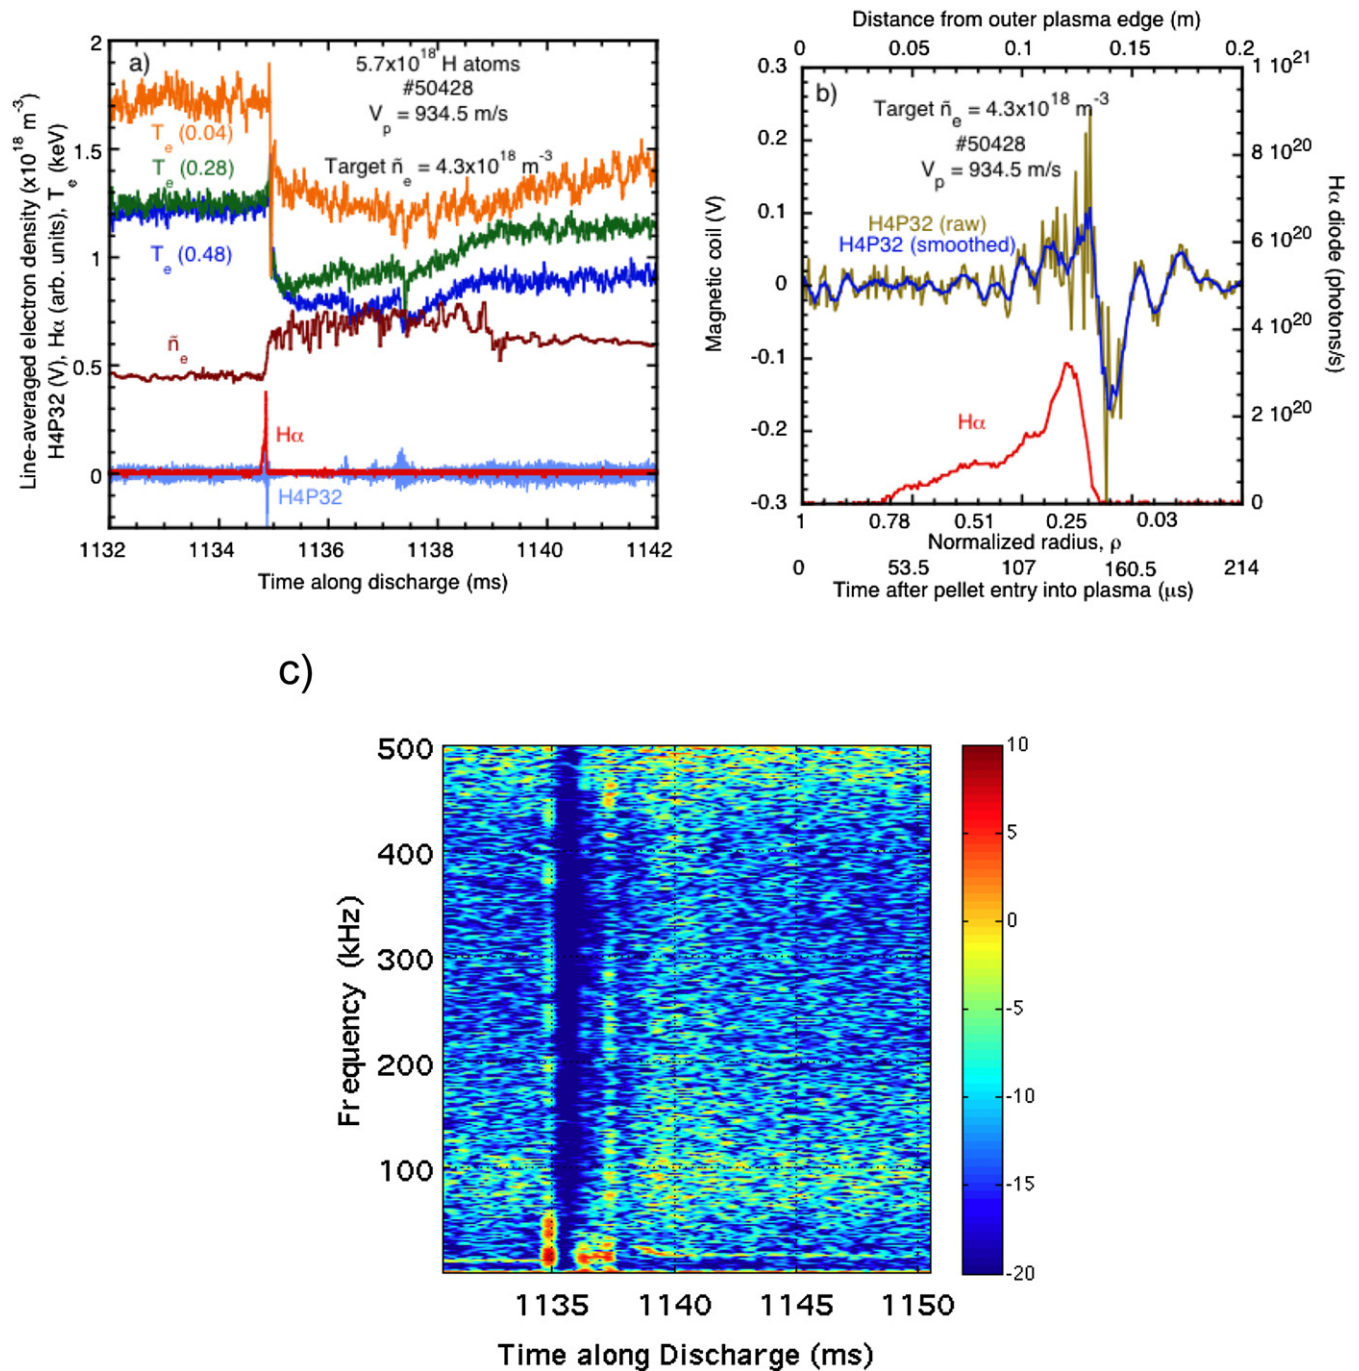 a)
5.7x10^18 H atoms
#50428
V_p = 934.5 m/s
T_e (0.04)
T_e (0.28)
Target ñ_e = 4.3x10^18 m^-3
T_e (0.48)
ñ_e
Hα
H4P32
Line-averaged electron density (x10^18 m^-3)
H4P32 (V), Hα (arb. units), T_e (keV)
2
1.5
1
0.5
0
1132 1134 1136 1138 1140 1142
Time along discharge (ms)
Distance from outer plasma edge (m)
0 0.05 0.1 0.15 0.2
b)
Target ñ_e = 4.3x10^18 m^-3
#50428
V_p = 934.5 m/s
H4P32 (raw)
H4P32 (smoothed)
Hα
Magnetic coil (V)
0.3
0.2
0.1
0
-0.1
-0.2
-0.3
1 10^21
8 10^20
6 10^20
4 10^20
2 10^20
0
Hα diode (photons/s)
1 0.78 0.51 0.25 0.03
Normalized radius, ρ
0 53.5 107 160.5 214
Time after pellet entry into plasma (μs)
c)
Frequency (kHz)
500
400
300
200
100
1135 1140 1145 1150
Time along Discharge (ms)
10
5
0
-5
-10
-15
-20